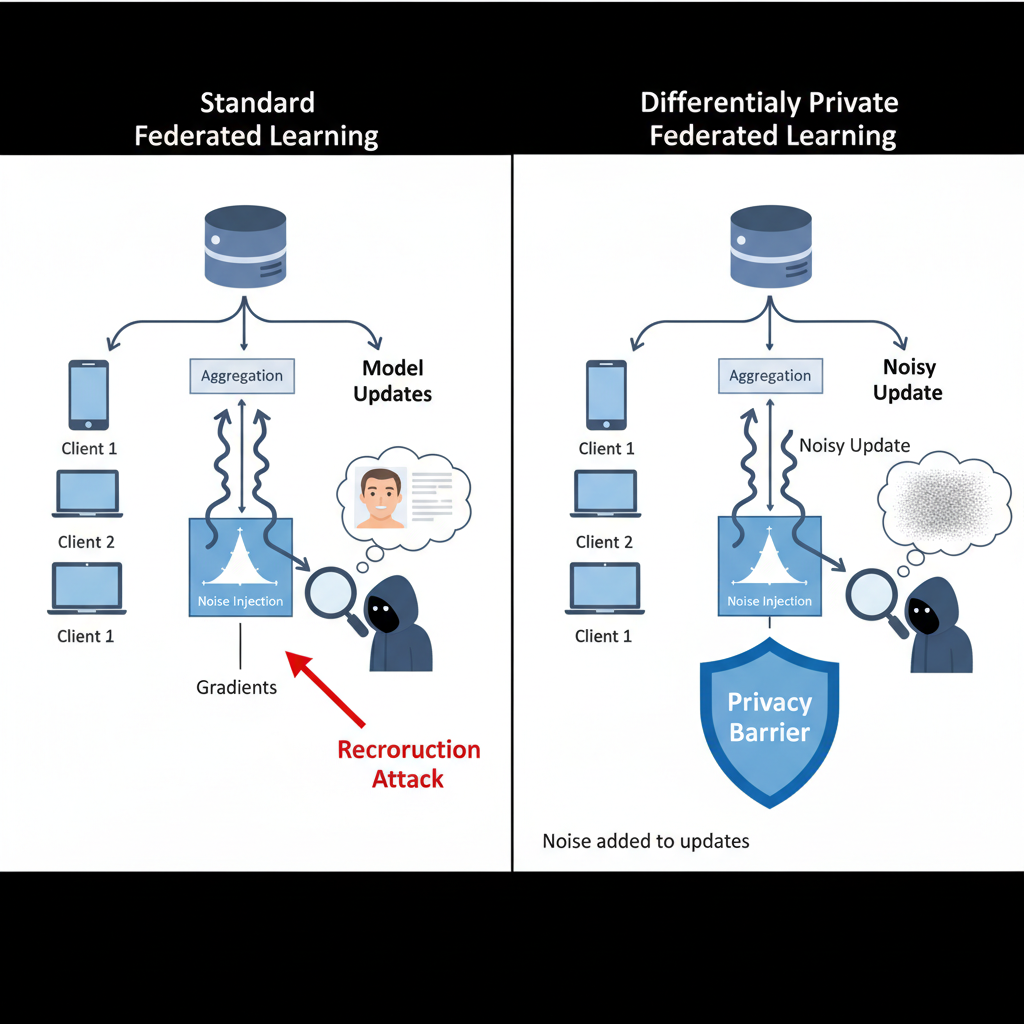 Standard
Federated Learning
Aggregation
Model
Updates
Client 1
Client 2
Client 1
Noise Injection
Gradients
Recroruction
Attack
Differentialy Private
Federated Learning
Aggregation
Noisy
Update
Client 1
Noisy Update
Client 2
Client 1
Noise Injection
Privacy
Barrier
Noise added to updates